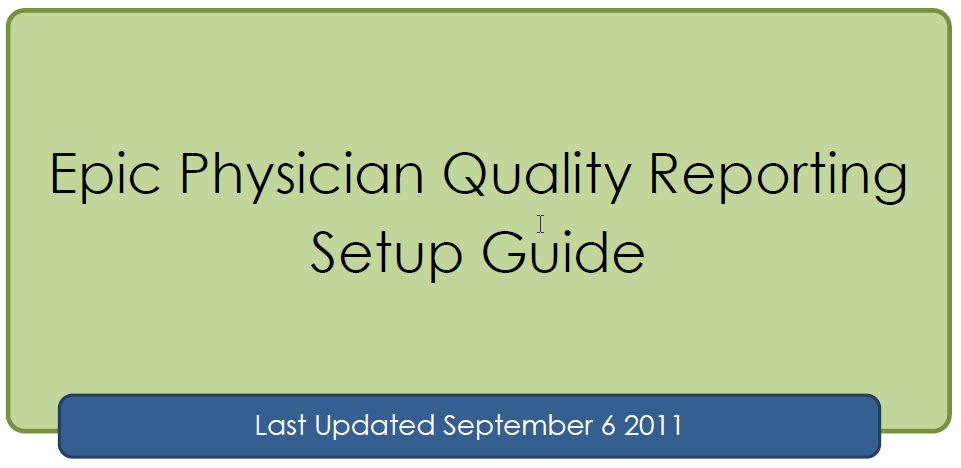 Epic Physician Quality Reporting
Setup Guide
Last Updated September 6 2011